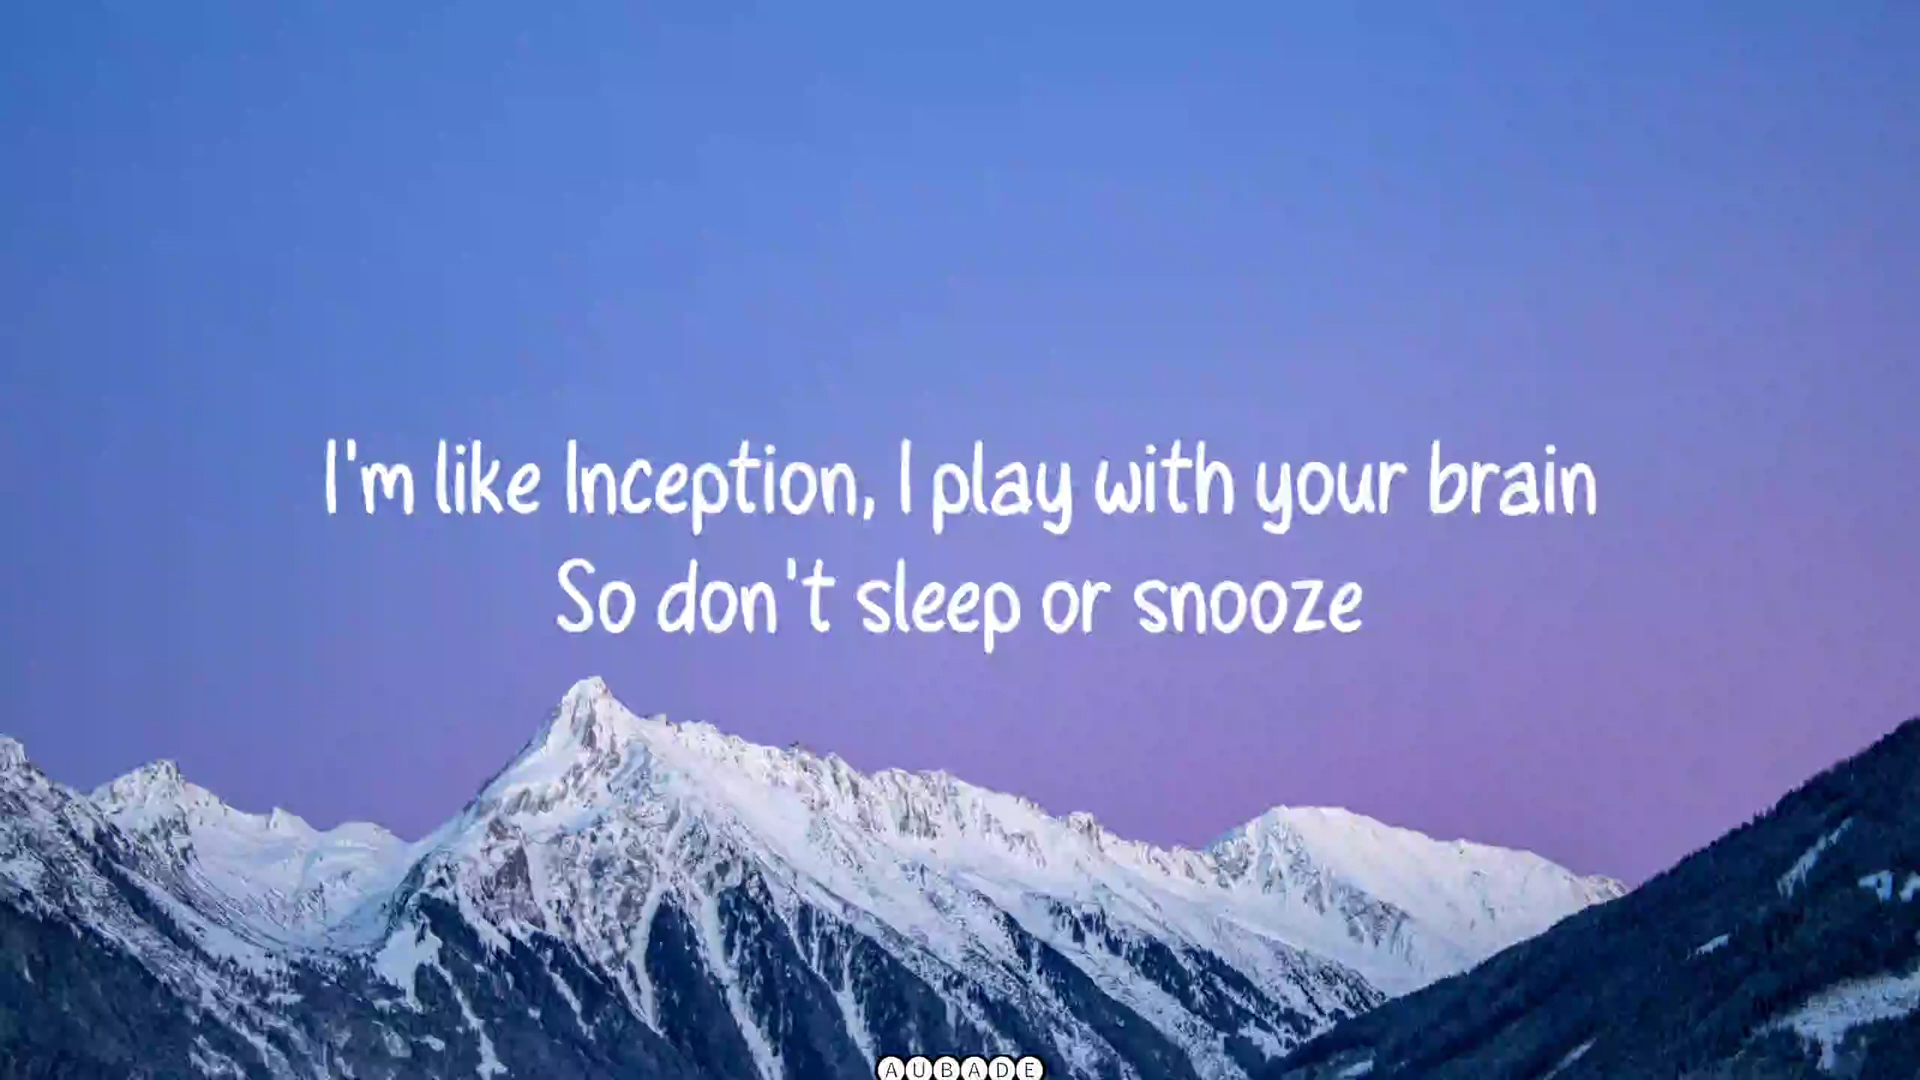 I'm like Inception, I play with your brain
So don't sleep or snooze
AUBADE